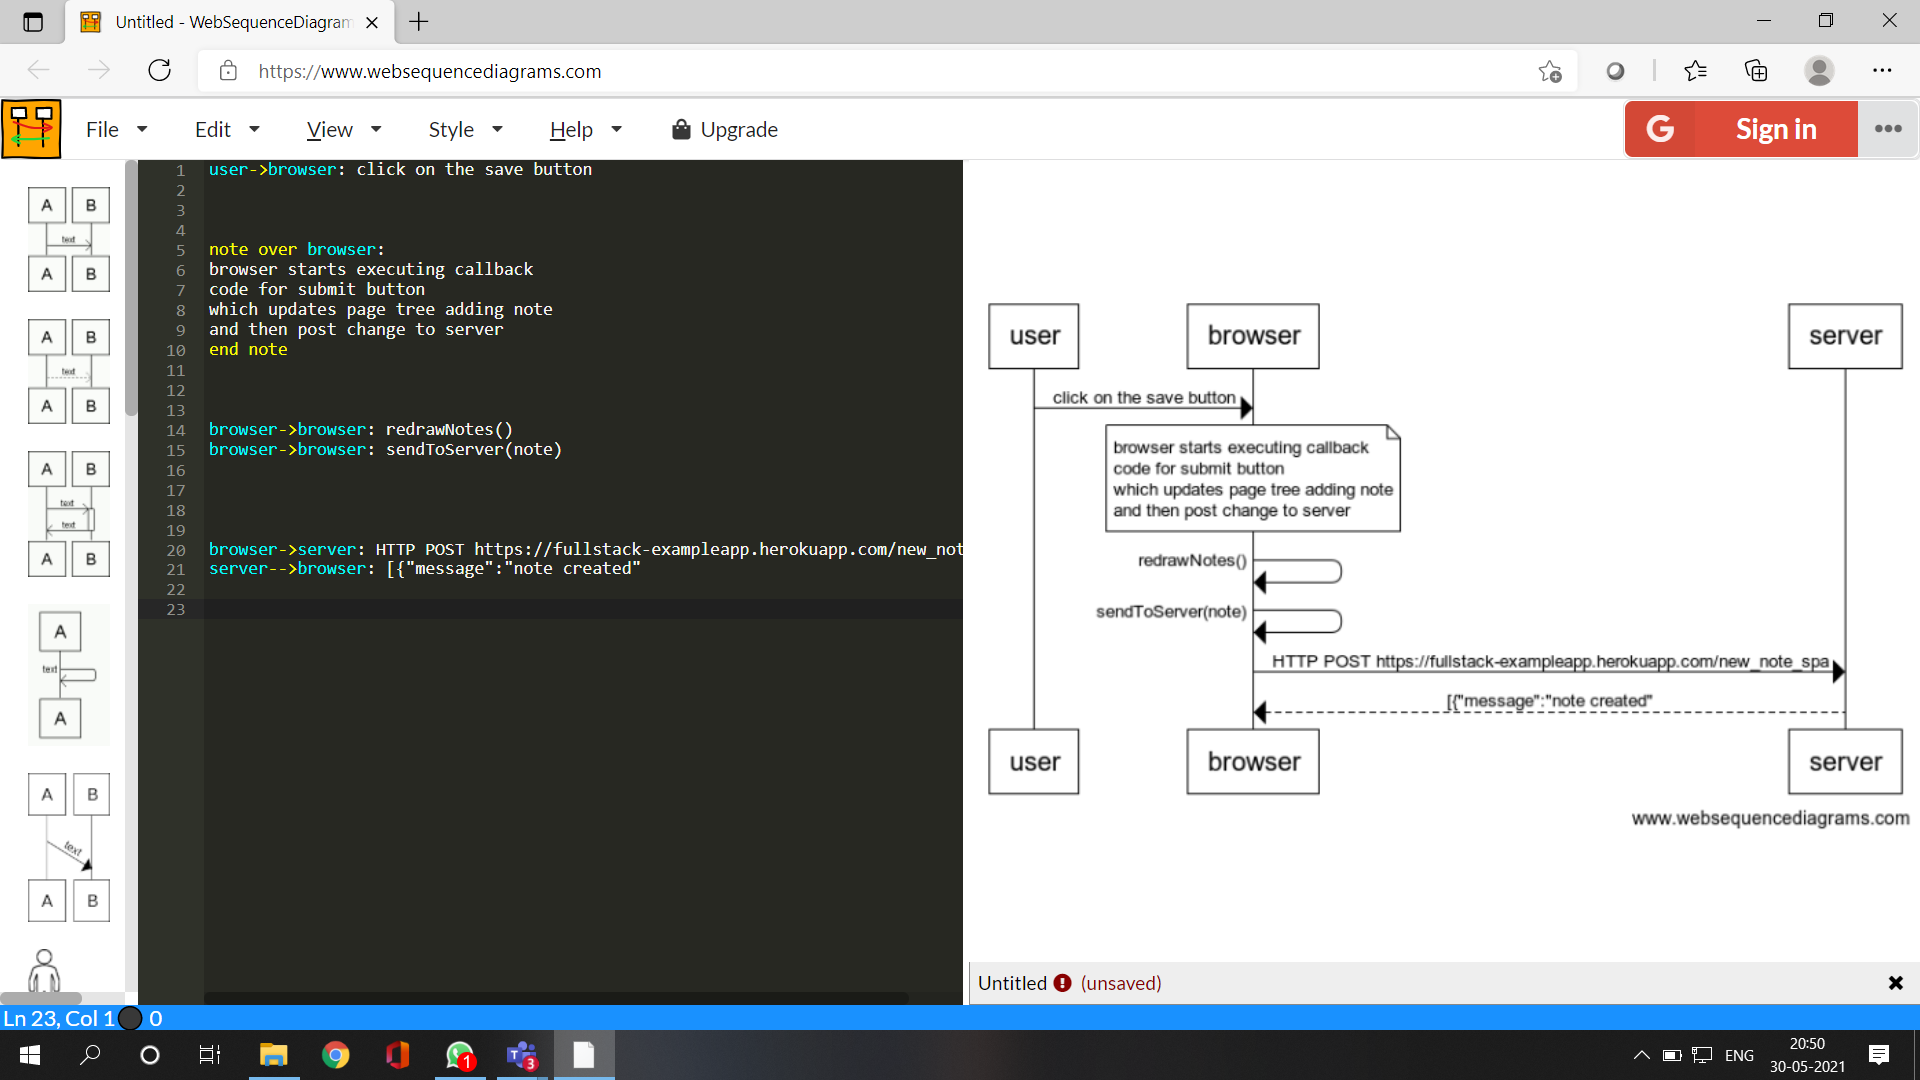 Untitled - WebSequenceDiagram
https://www.websequencediagrams.com
File Edit View Style Help Upgrade
G Sign in
A B
text
A B
A B
text
A B
A B
text
text
A B
A
text
A
A B
text
A B
1 user->browser: click on the save button
2
3
4
5 note over browser:
6 browser starts executing callback
7 code for submit button
8 which updates page tree adding note
9 and then post change to server
10 end note
11
12
13
14 browser->browser: redrawNotes()
15 browser->browser: sendToServer(note)
16
17
18
19
20 browser->server: HTTP POST https://fullstack-exampleapp.herokuapp.com/new_not
21 server-->browser: [{"message":"note created"
22
23
user browser server
click on the save button
browser starts executing callback
code for submit button
which updates page tree adding note
and then post change to server
redrawNotes()
sendToServer(note)
HTTP POST https://fullstack-exampleapp.herokuapp.com/new_note_spa
[{"message":"note created"
user browser server
www.websequencediagrams.com
Untitled ! (unsaved)
Ln 23, Col 1 0
1
T 3
ENG
20:50
30-05-2021